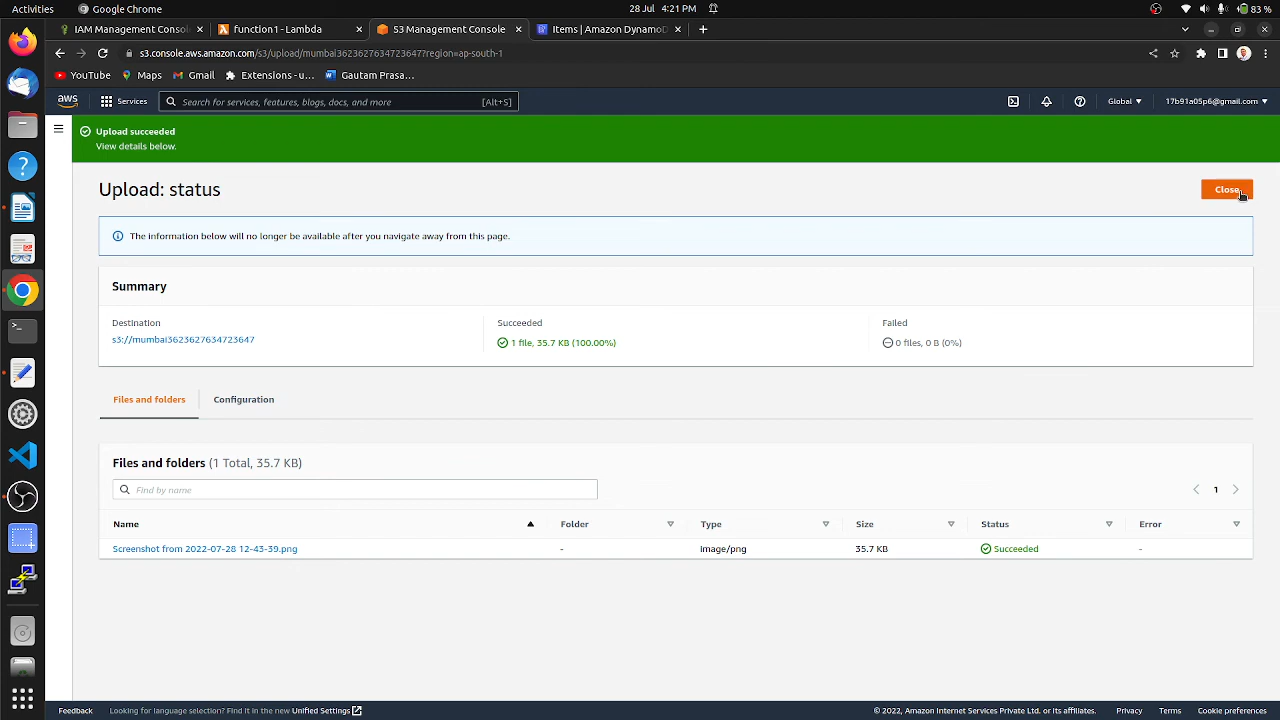 Activities
Google Chrome
28 Jul 4:21 PM
83 %
IAM Management Conso
function1 - Lambda
S3 Management Console
Items | Amazon DynamoD
s3.console.aws.amazon.com/s3/upload/mumbai3623627634723647?region=ap-south-1
YouTube
Maps
Gmail
Extensions - u...
Gautam Prasa...
aws
Services
Search for services, features, blogs, docs, and more
[Alt+S]
Global
17b91a05p6@gmail.com
Upload succeeded
View details below.
Upload: status
Close
The information below will no longer be available after you navigate away from this page.
Summary
Destination
s3://mumbai3623627634723647
Succeeded
1 file, 35.7 KB (100.00%)
Failed
0 files, 0 B (0%)
Files and folders
Configuration
Files and folders (1 Total, 35.7 KB)
Find by name
1
Name
Folder
Type
Size
Status
Error
Screenshot from 2022-07-28 12-43-39.png
-
image/png
35.7 KB
Succeeded
-
Feedback
Looking for language selection? Find it in the new Unified Settings
© 2022, Amazon Internet Services Private Ltd. or its affiliates.
Privacy
Terms
Cookie preferences